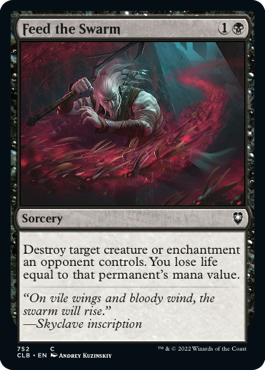 Feed the Swarm 1
Sorcery
Destroy target creature or enchantment
an opponent controls. You lose life
equal to that permanent's mana value.
"On vile wings and bloody wind, the
swarm will rise."
—Skyclave inscription
752 C
CLB • EN Andrey Kuzinskiy ™ & © 2022 Wizards of the Coast